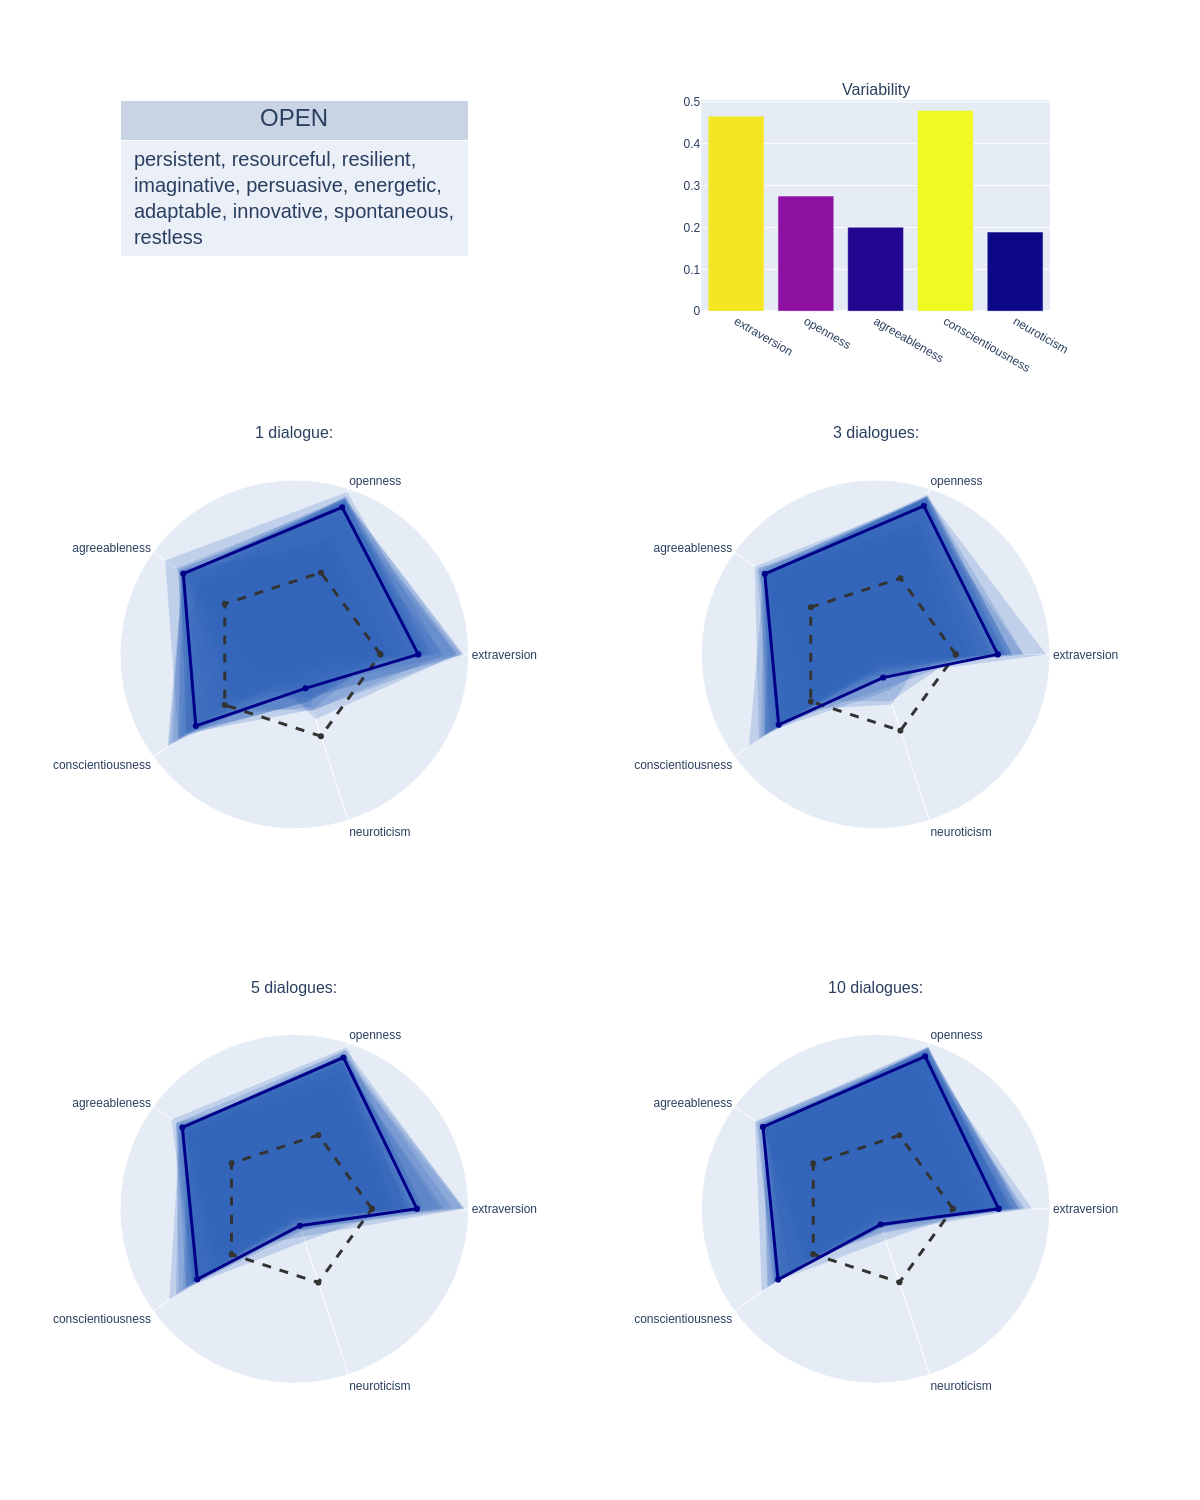 OPEN
persistent, resourceful, resilient,
imaginative, persuasive, energetic,
adaptable, innovative, spontaneous,
restless
Variability
0.5
0.4
0.3
0.2
0.1
0
extraversion
openness
agreeableness
conscientiousness
neuroticism
1 dialogue:
openness
agreeableness
extraversion
conscientiousness
neuroticism
3 dialogues:
openness
agreeableness
extraversion
conscientiousness
neuroticism
5 dialogues:
openness
agreeableness
extraversion
conscientiousness
neuroticism
10 dialogues:
openness
agreeableness
extraversion
conscientiousness
neuroticism